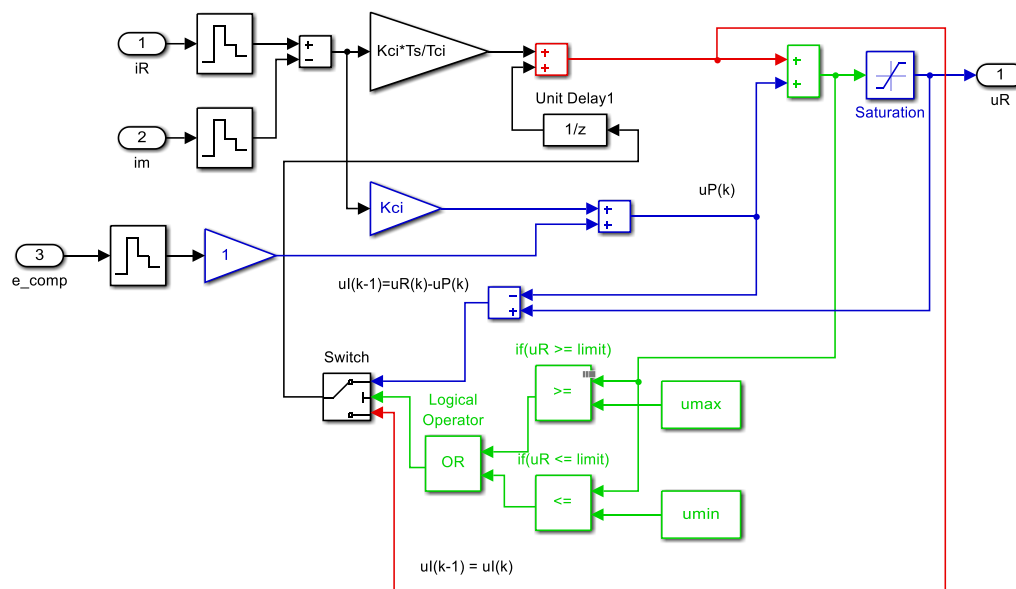 1
iR
Kci*Ts/Tci
+
−
+
+
+
+
1
uR
Saturation
Unit Delay1
1/z
2
im
Kci
+
+
uP(k)
3
e_comp
1
uI(k-1)=uR(k)-uP(k)
−
+
Switch
if(uR >= limit)
>=
umax
Logical
Operator
OR
if(uR <= limit)
<=
umin
uI(k-1) = uI(k)